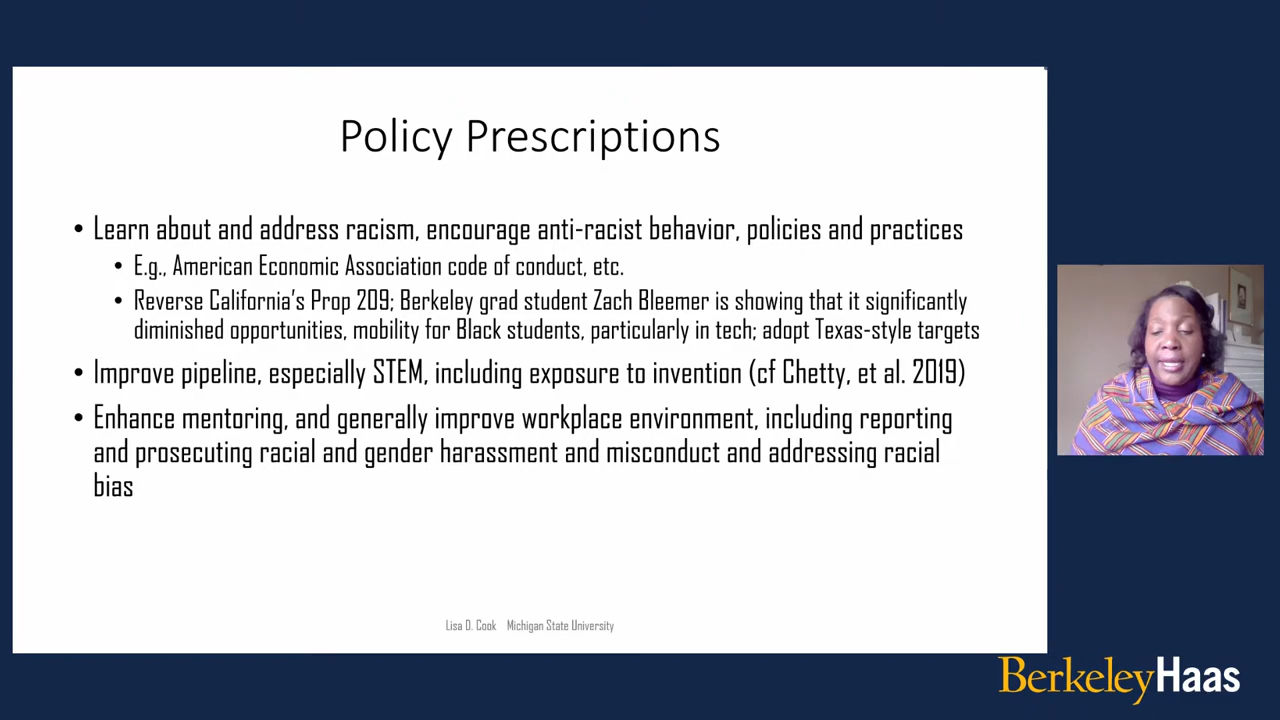 Policy Prescriptions
• Learn about and address racism, encourage anti-racist behavior, policies and practices
• E.g., American Economic Association code of conduct, etc.
• Reverse California's Prop 209; Berkeley grad student Zach Bleemer is showing that it significantly
diminished opportunities, mobility for Black students, particularly in tech; adopt Texas-style targets
• Improve pipeline, especially STEM, including exposure to invention (cf Chetty, et al. 2019)
• Enhance mentoring, and generally improve workplace environment, including reporting
and prosecuting racial and gender harassment and misconduct and addressing racial
bias
Lisa D. Cook Michigan State University
BerkeleyHaas